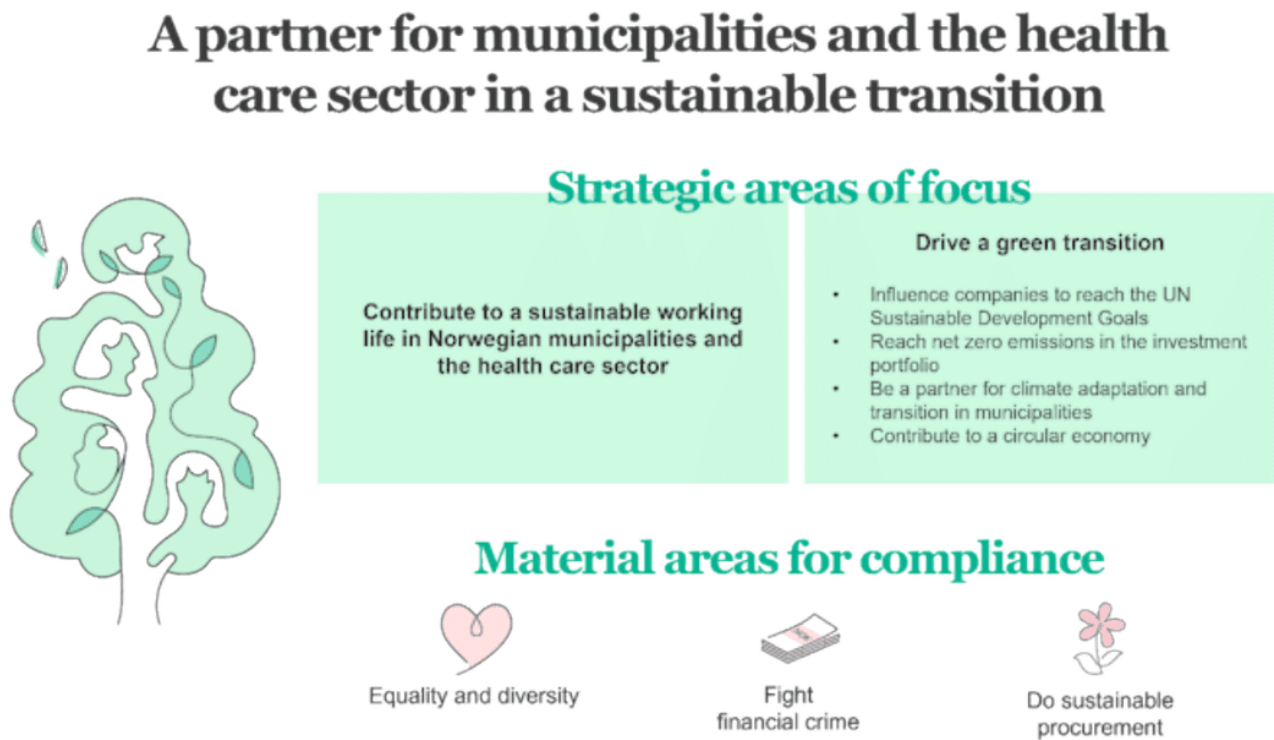 A partner for municipalities and the health
care sector in a sustainable transition
Strategic areas of focus
Contribute to a sustainable working
life in Norwegian municipalities and
the health care sector
Drive a green transition
• Influence companies to reach the UN
Sustainable Development Goals
• Reach net zero emissions in the investment
portfolio
• Be a partner for climate adaptation and
transition in municipalities
• Contribute to a circular economy
Material areas for compliance
Equality and diversity
Fight
financial crime
Do sustainable
procurement